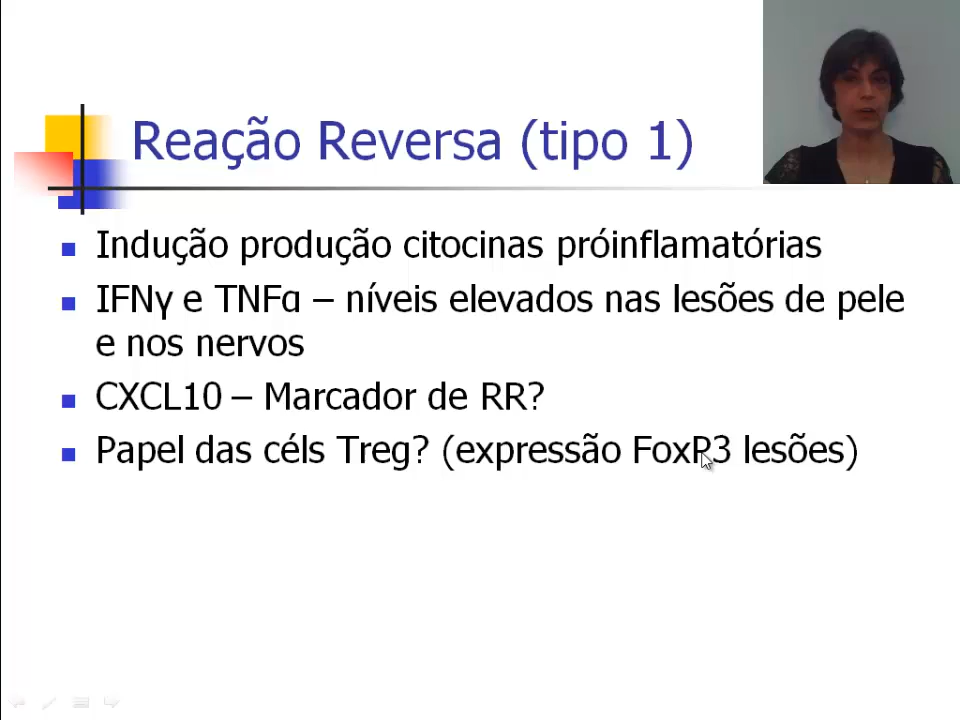 Reação Reversa (tipo 1)
Indução produção citocinas próinflamatórias
IFNγ e TNFα – níveis elevados nas lesões de pele
e nos nervos
CXCL10 – Marcador de RR?
Papel das céls Treg? (expressão FoxP3 lesões)